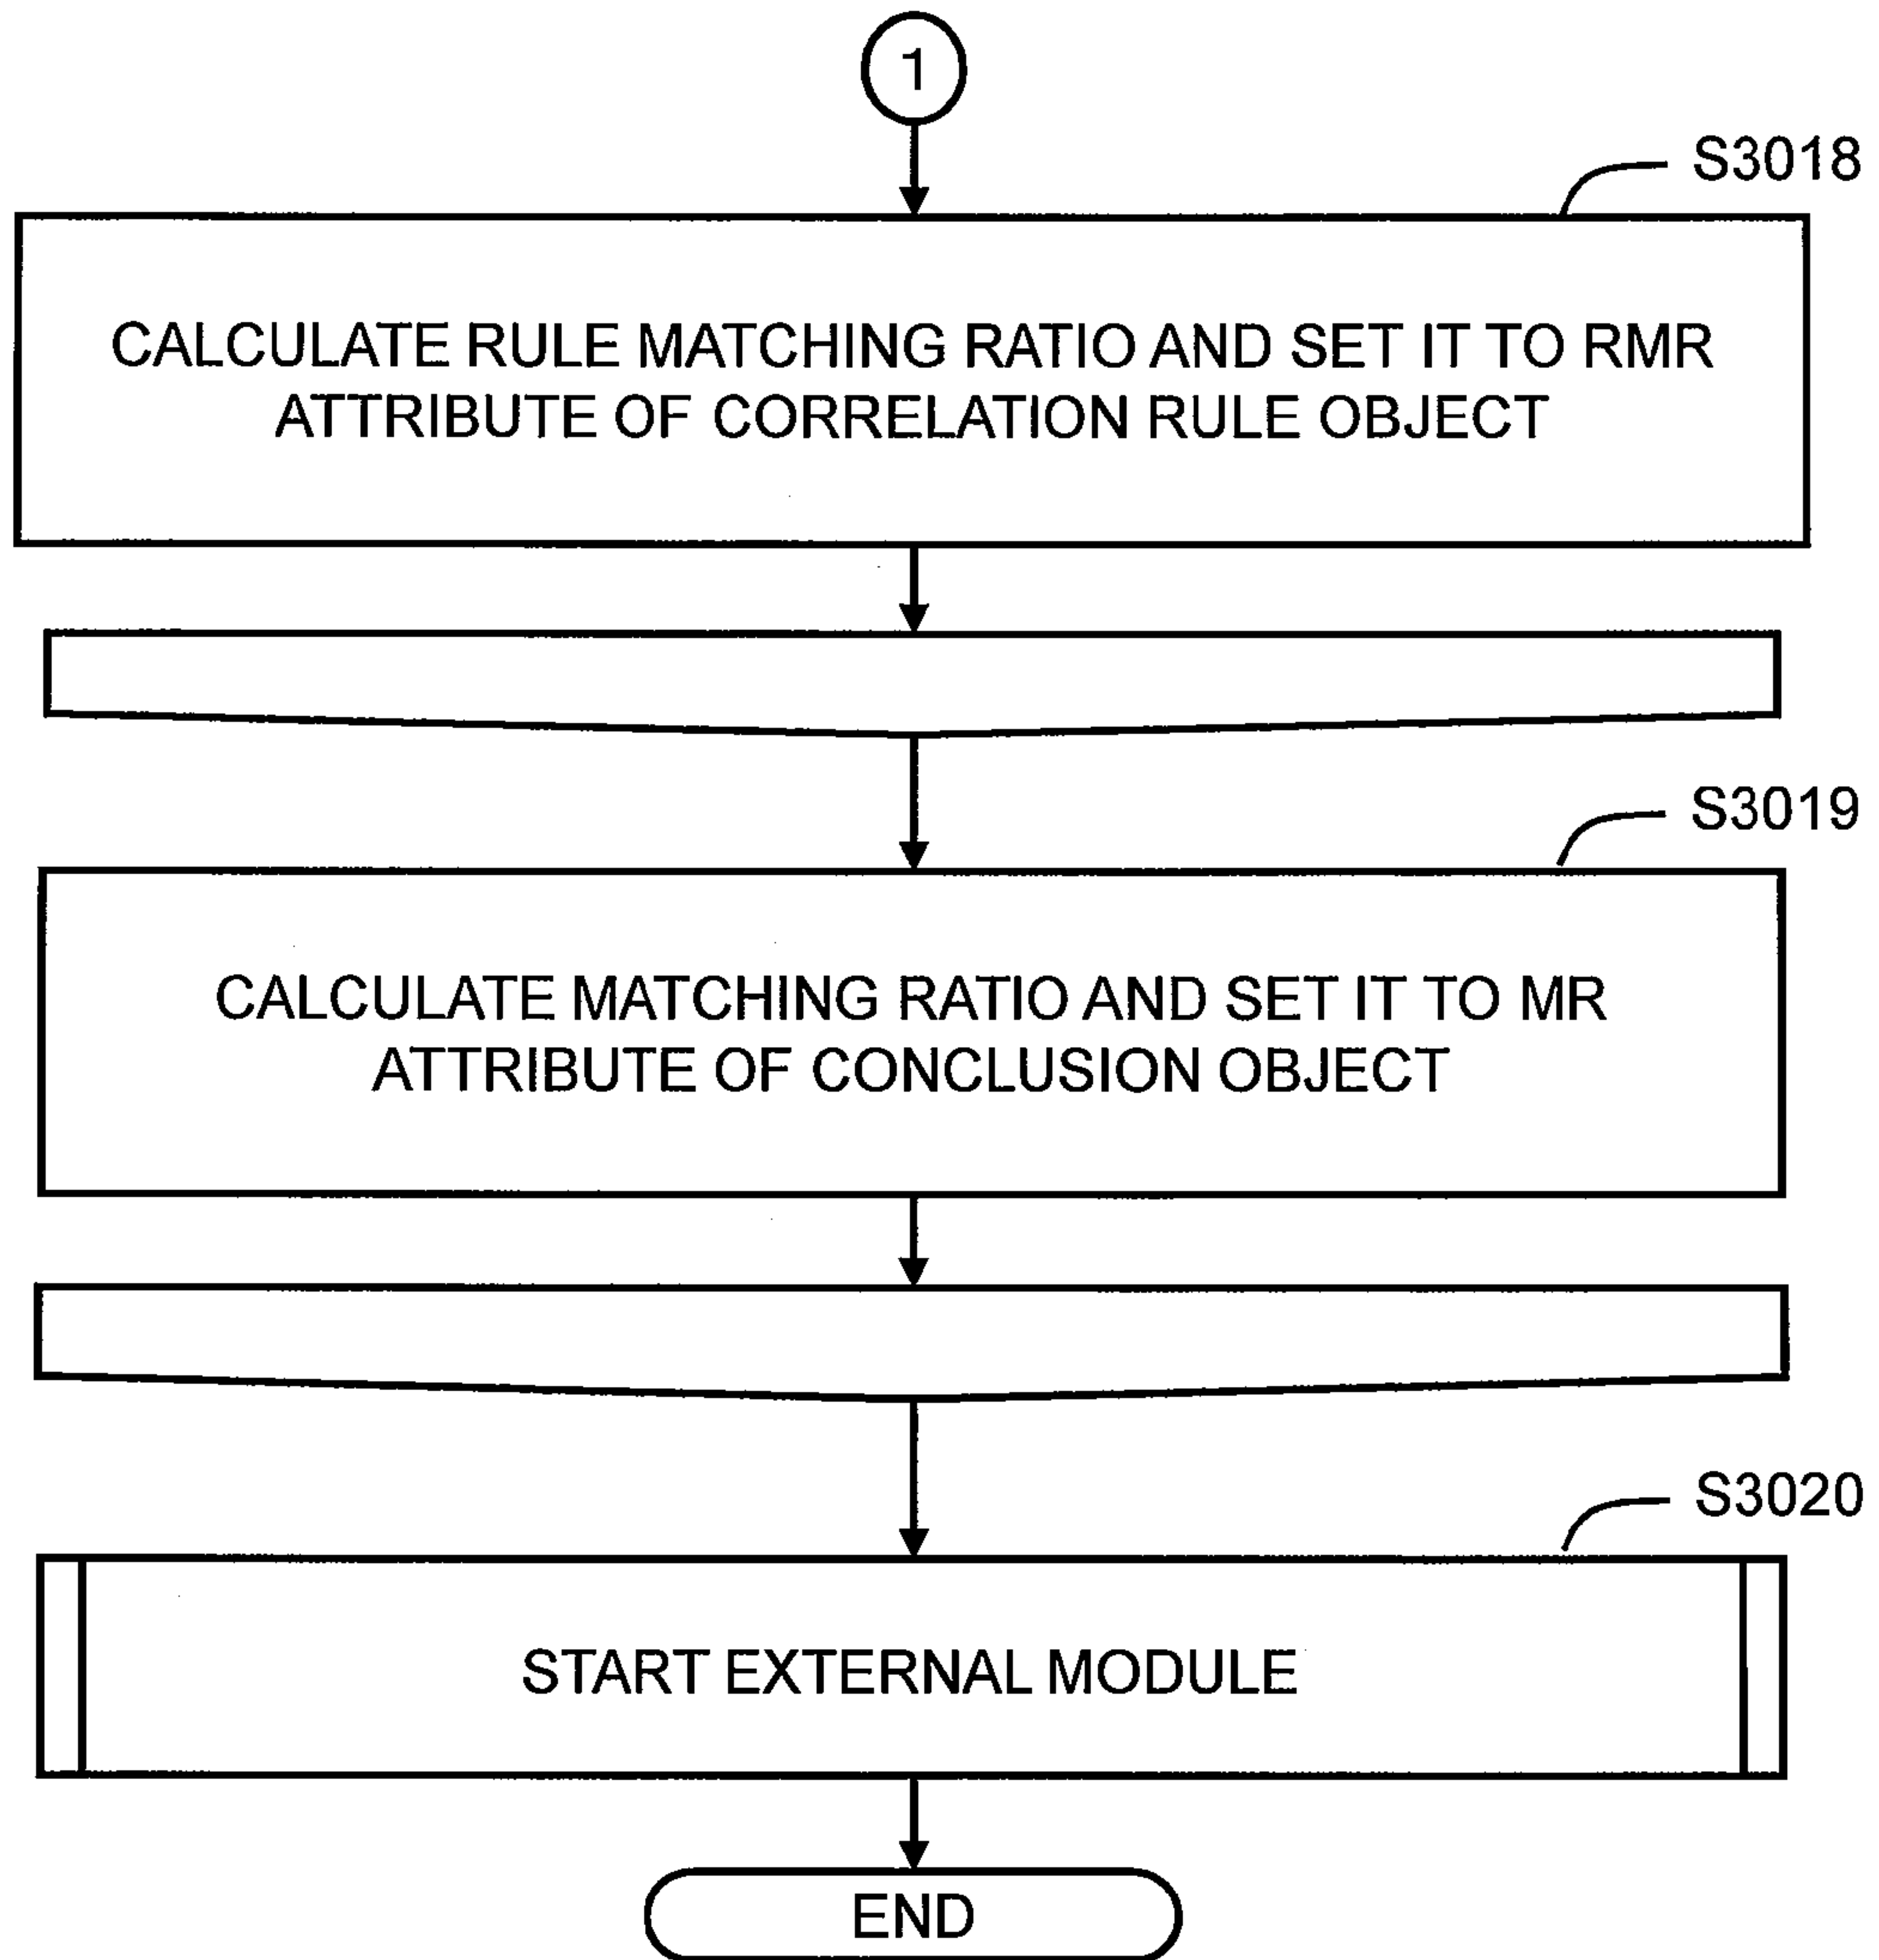 1
S3018
CALCULATE RULE MATCHING RATIO AND SET IT TO RMR
ATTRIBUTE OF CORRELATION RULE OBJECT
S3019
CALCULATE MATCHING RATIO AND SET IT TO MR
ATTRIBUTE OF CONCLUSION OBJECT
S3020
START EXTERNAL MODULE
END